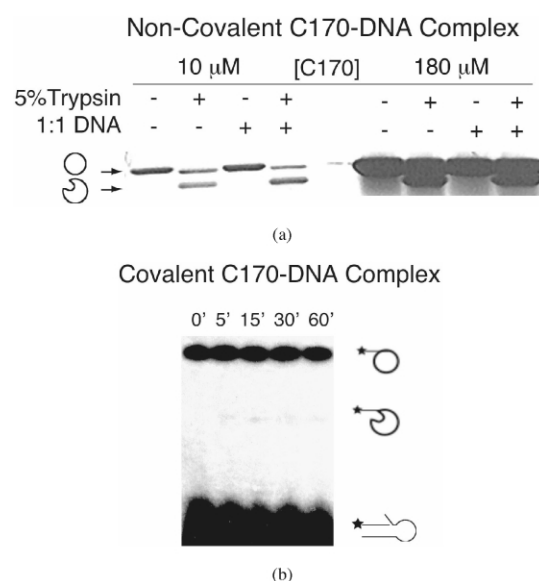 Non-Covalent C170-DNA Complex
10 µM [C170] 180 µM
5%Trypsin - + - + - + - +
1:1 DNA - - + + - - + +
(a)
Covalent C170-DNA Complex
0' 5' 15' 30' 60'
(b)